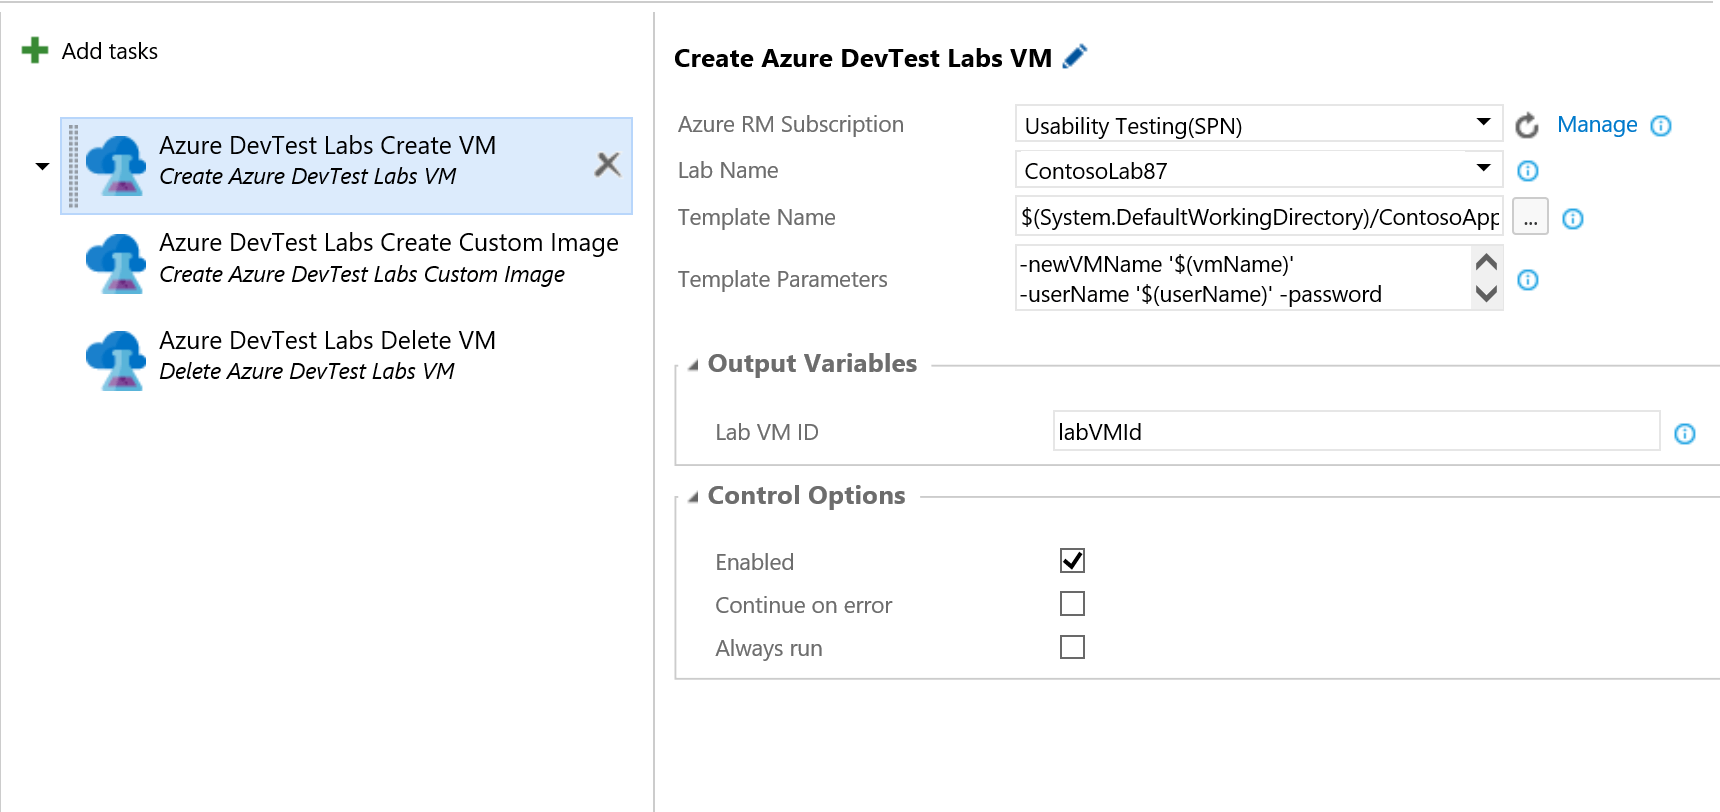 Add tasks
Azure DevTest Labs Create VM
Create Azure DevTest Labs VM
Azure DevTest Labs Create Custom Image
Create Azure DevTest Labs Custom Image
Azure DevTest Labs Delete VM
Delete Azure DevTest Labs VM
Create Azure DevTest Labs VM
Azure RM Subscription
Usability Testing(SPN)
Manage
Lab Name
ContosoLab87
Template Name
$(System.DefaultWorkingDirectory)/ContosoApp
...
Template Parameters
-newVMName '$(vmName)'
-userName '$(userName)' -password
Output Variables
Lab VM ID
labVMId
Control Options
Enabled
Continue on error
Always run